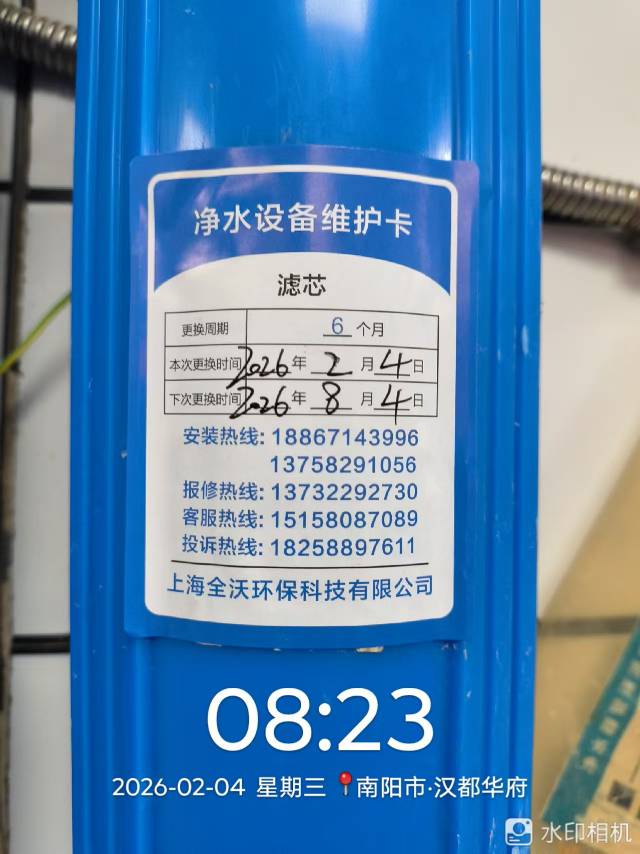 净水设备维护卡
滤芯
更换周期 6 个月
本次更换时间 2026 年 2 月 4 日
下次更换时间 2026 年 8 月 4 日
安装热线: 18867143996
13758291056
报修热线: 13732292730
客服热线: 15158087089
投诉热线: 18258897611
上海全沃环保科技有限公司
08:23
2026-02-04 星期三 南阳市·汉都华府
水印相机